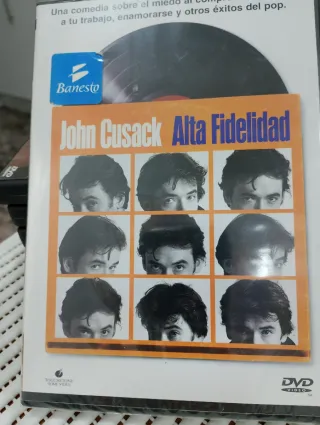 Una comedia sobre el miedo al comp
a tu trabajo, enamorarse y otros éxitos del pop.
Banesto
John Cusack Alta Fidelidad
DVD
VIDEO